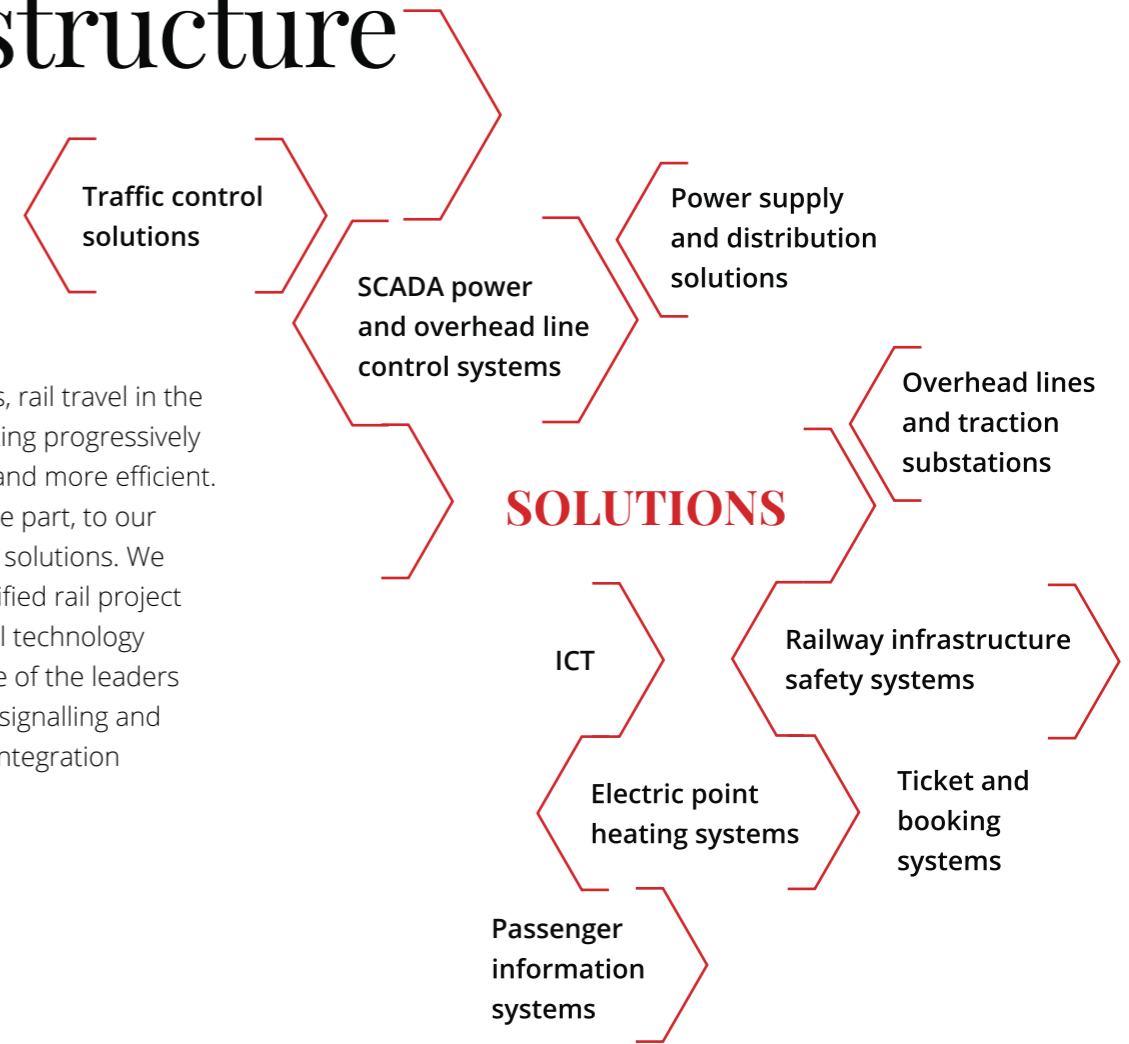 structure
Traffic control
solutions
SCADA power
and overhead line
control systems
Power supply
and distribution
solutions
Overhead lines
and traction
substations
s, rail travel in the
ing progressively
and more efficient.
e part, to our
solutions. We
ified rail project
l technology
e of the leaders
signalling and
ntegration
SOLUTIONS
ICT
Railway infrastructure
safety systems
Electric point
heating systems
Ticket and
booking
systems
Passenger
information
systems